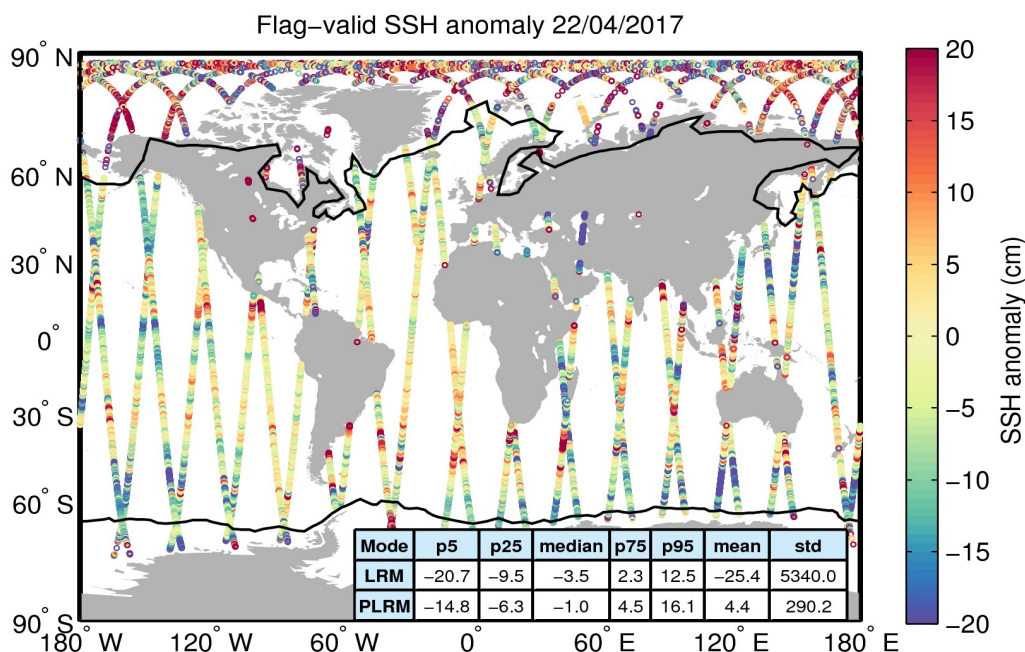 Flag−valid SSH anomaly 22/04/2017
90° N
60° N
30° N
0°
30° S
60° S
90° S
180° W
120° W
60° W
0°
60° E
120° E
180° E
Mode p5 p25 median p75 p95 mean std
LRM −20.7 −9.5 −3.5 2.3 12.5 −25.4 5340.0
PLRM −14.8 −6.3 −1.0 4.5 16.1 4.4 290.2
20
15
10
5
0
−5
−10
−15
−20
SSH anomaly (cm)